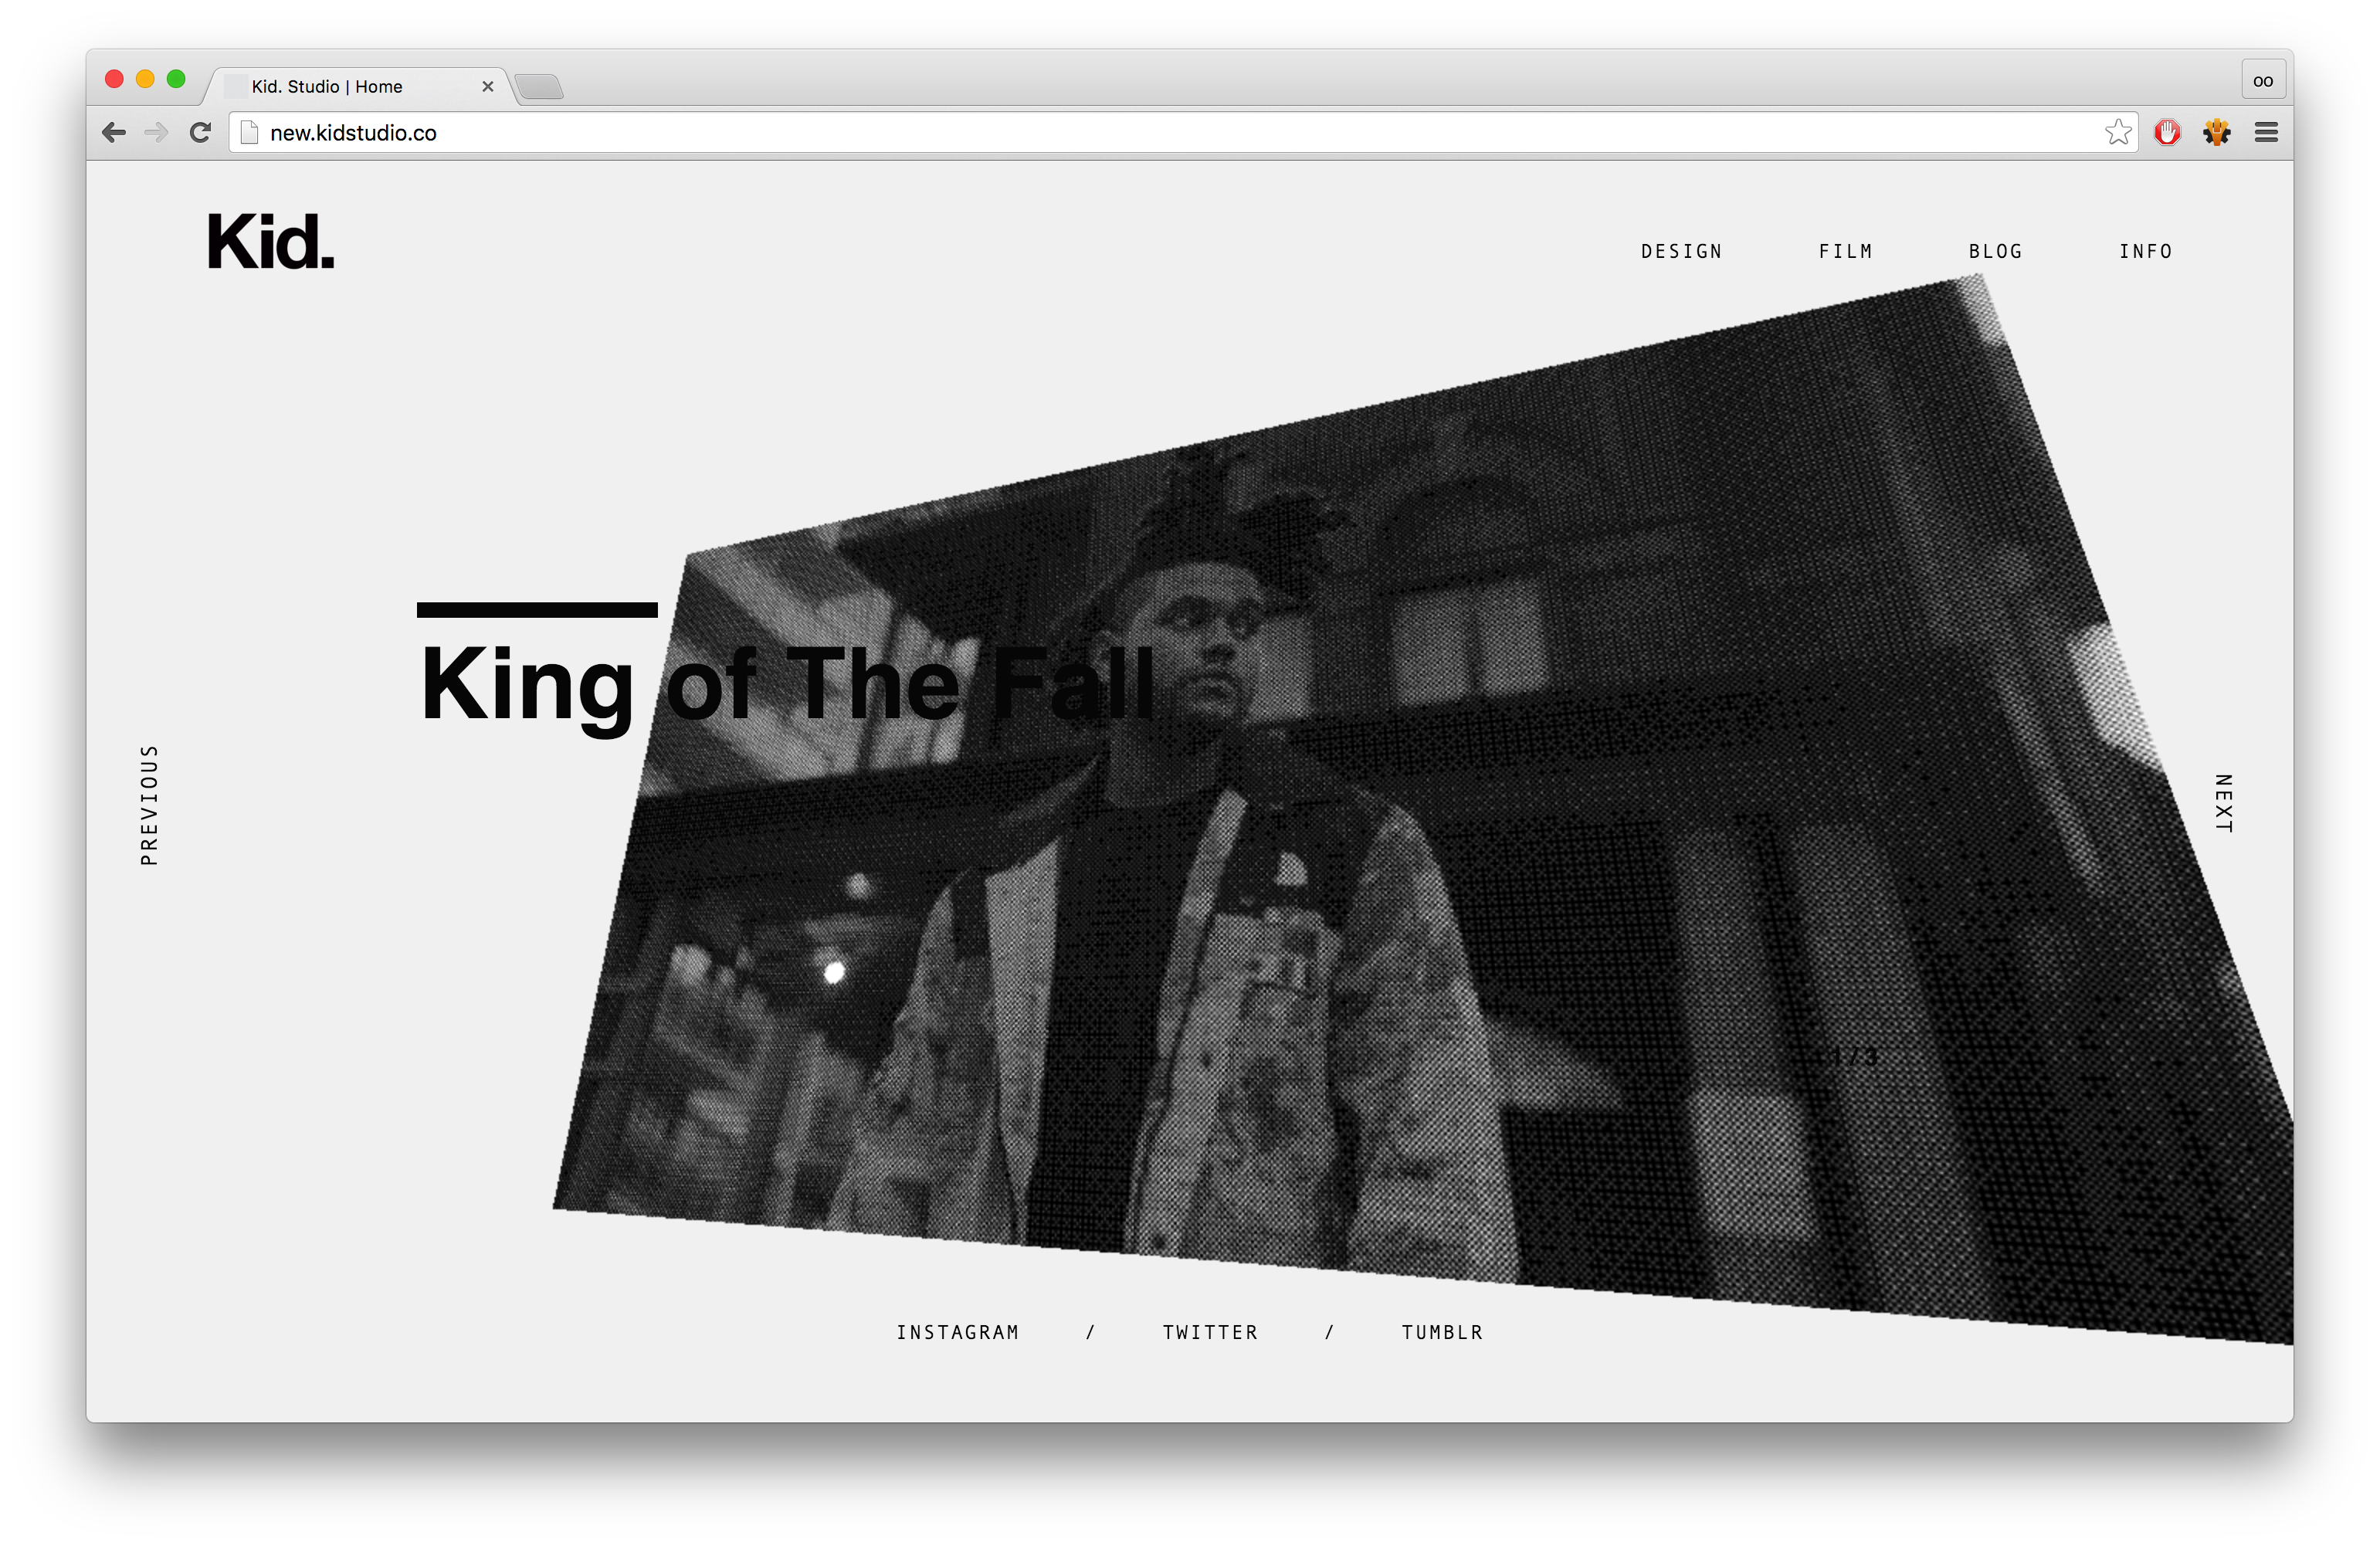 Kid. Studio | Home
new.kidstudio.co
Kid.
DESIGN FILM BLOG INFO
King of The Fall
PREVIOUS
NEXT
1/3
INSTAGRAM / TWITTER / TUMBLR